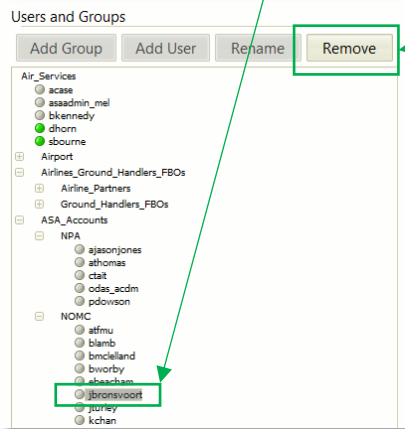 Users and Groups
Add Group Add User Rename Remove
Air_Services
acase
asaadmin_mel
bkennedy
dhorn
sbourne
Airport
Airlines_Ground_Handlers_FBOs
Airline_Partners
Ground_Handlers_FBOs
ASA_Accounts
NPA
ajasonjones
athomas
ctait
odas_acdm
pdowson
NOMC
atfmu
blamb
bmclelland
bworby
ebeacham
jbronsvoort
jturley
kchan